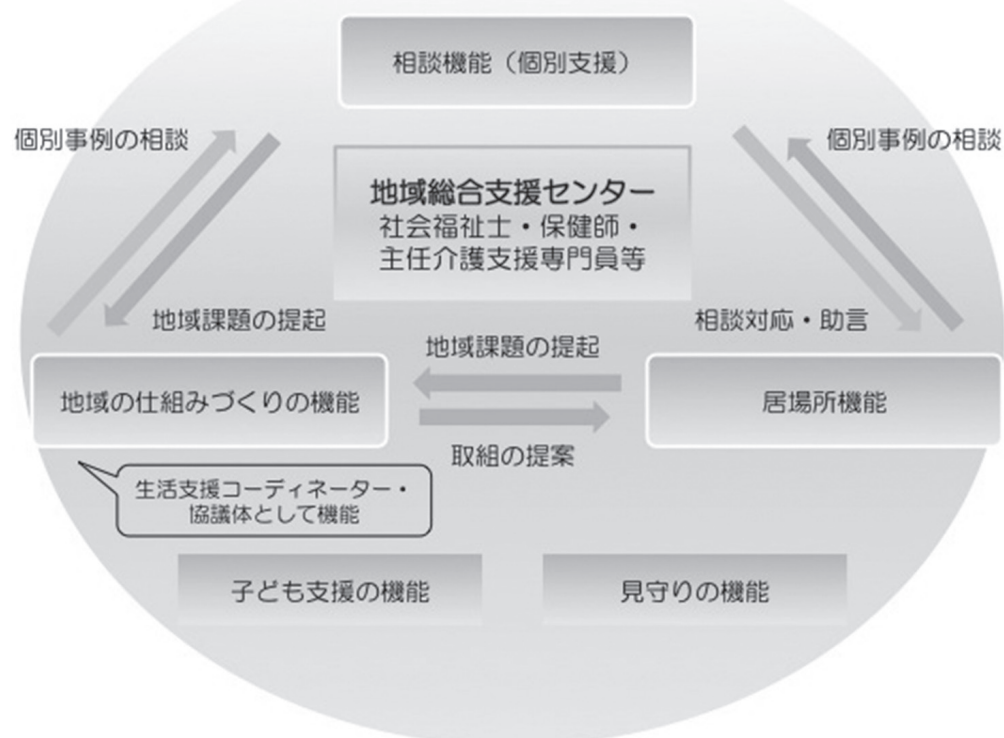 相談機能（個別支援）
個別事例の相談
個別事例の相談
地域総合支援センター
社会福祉士・保健師・
主任介護支援専門員等
地域課題の提起
相談対応・助言
地域課題の提起
地域の仕組みづくりの機能
居場所機能
取組の提案
生活支援コーディネーター・
協議体として機能
子ども支援の機能
見守りの機能